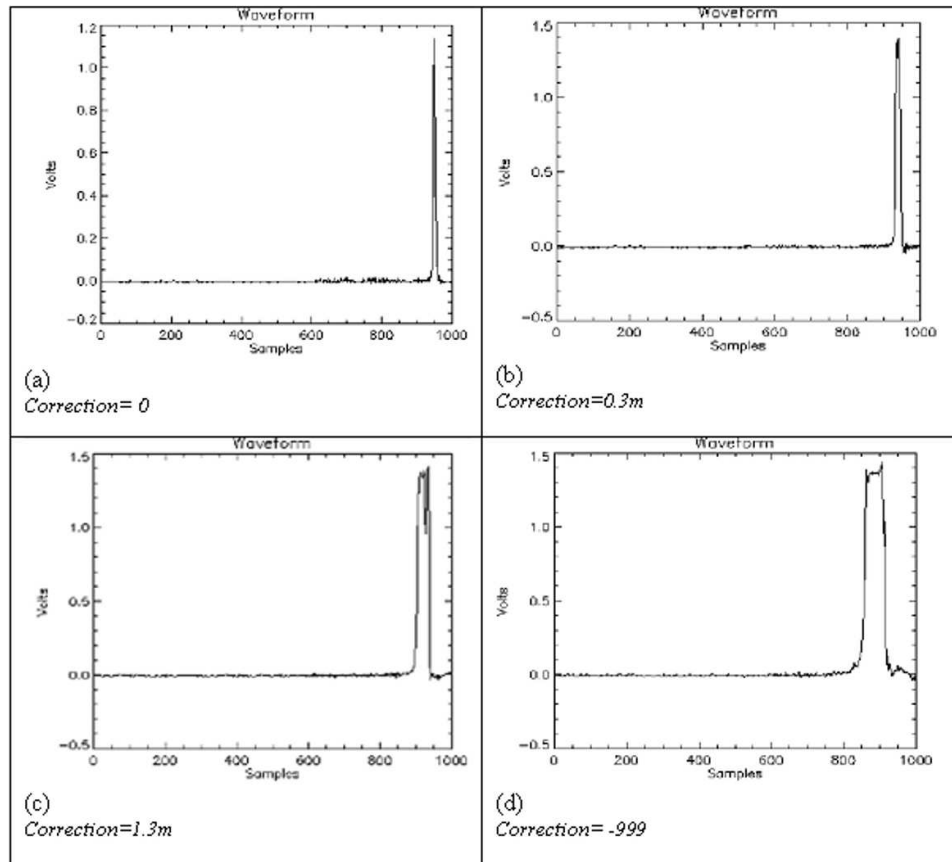 Waveform
1.2
1.0
0.8
0.6
0.4
0.2
0.0
−0.2
Volts
0 200 400 600 800 1000
Samples
(a)
Correction= 0
Waveform
1.5
1.0
0.5
0.0
−0.5
Volts
0 200 400 600 800 1000
Samples
(b)
Correction=0.3m
Waveform
1.5
1.0
0.5
0.0
−0.5
Volts
0 200 400 600 800 1000
Samples
(c)
Correction=1.3m
Waveform
1.5
1.0
0.5
0.0
−0.5
Volts
0 200 400 600 800 1000
Samples
(d)
Correction= -999